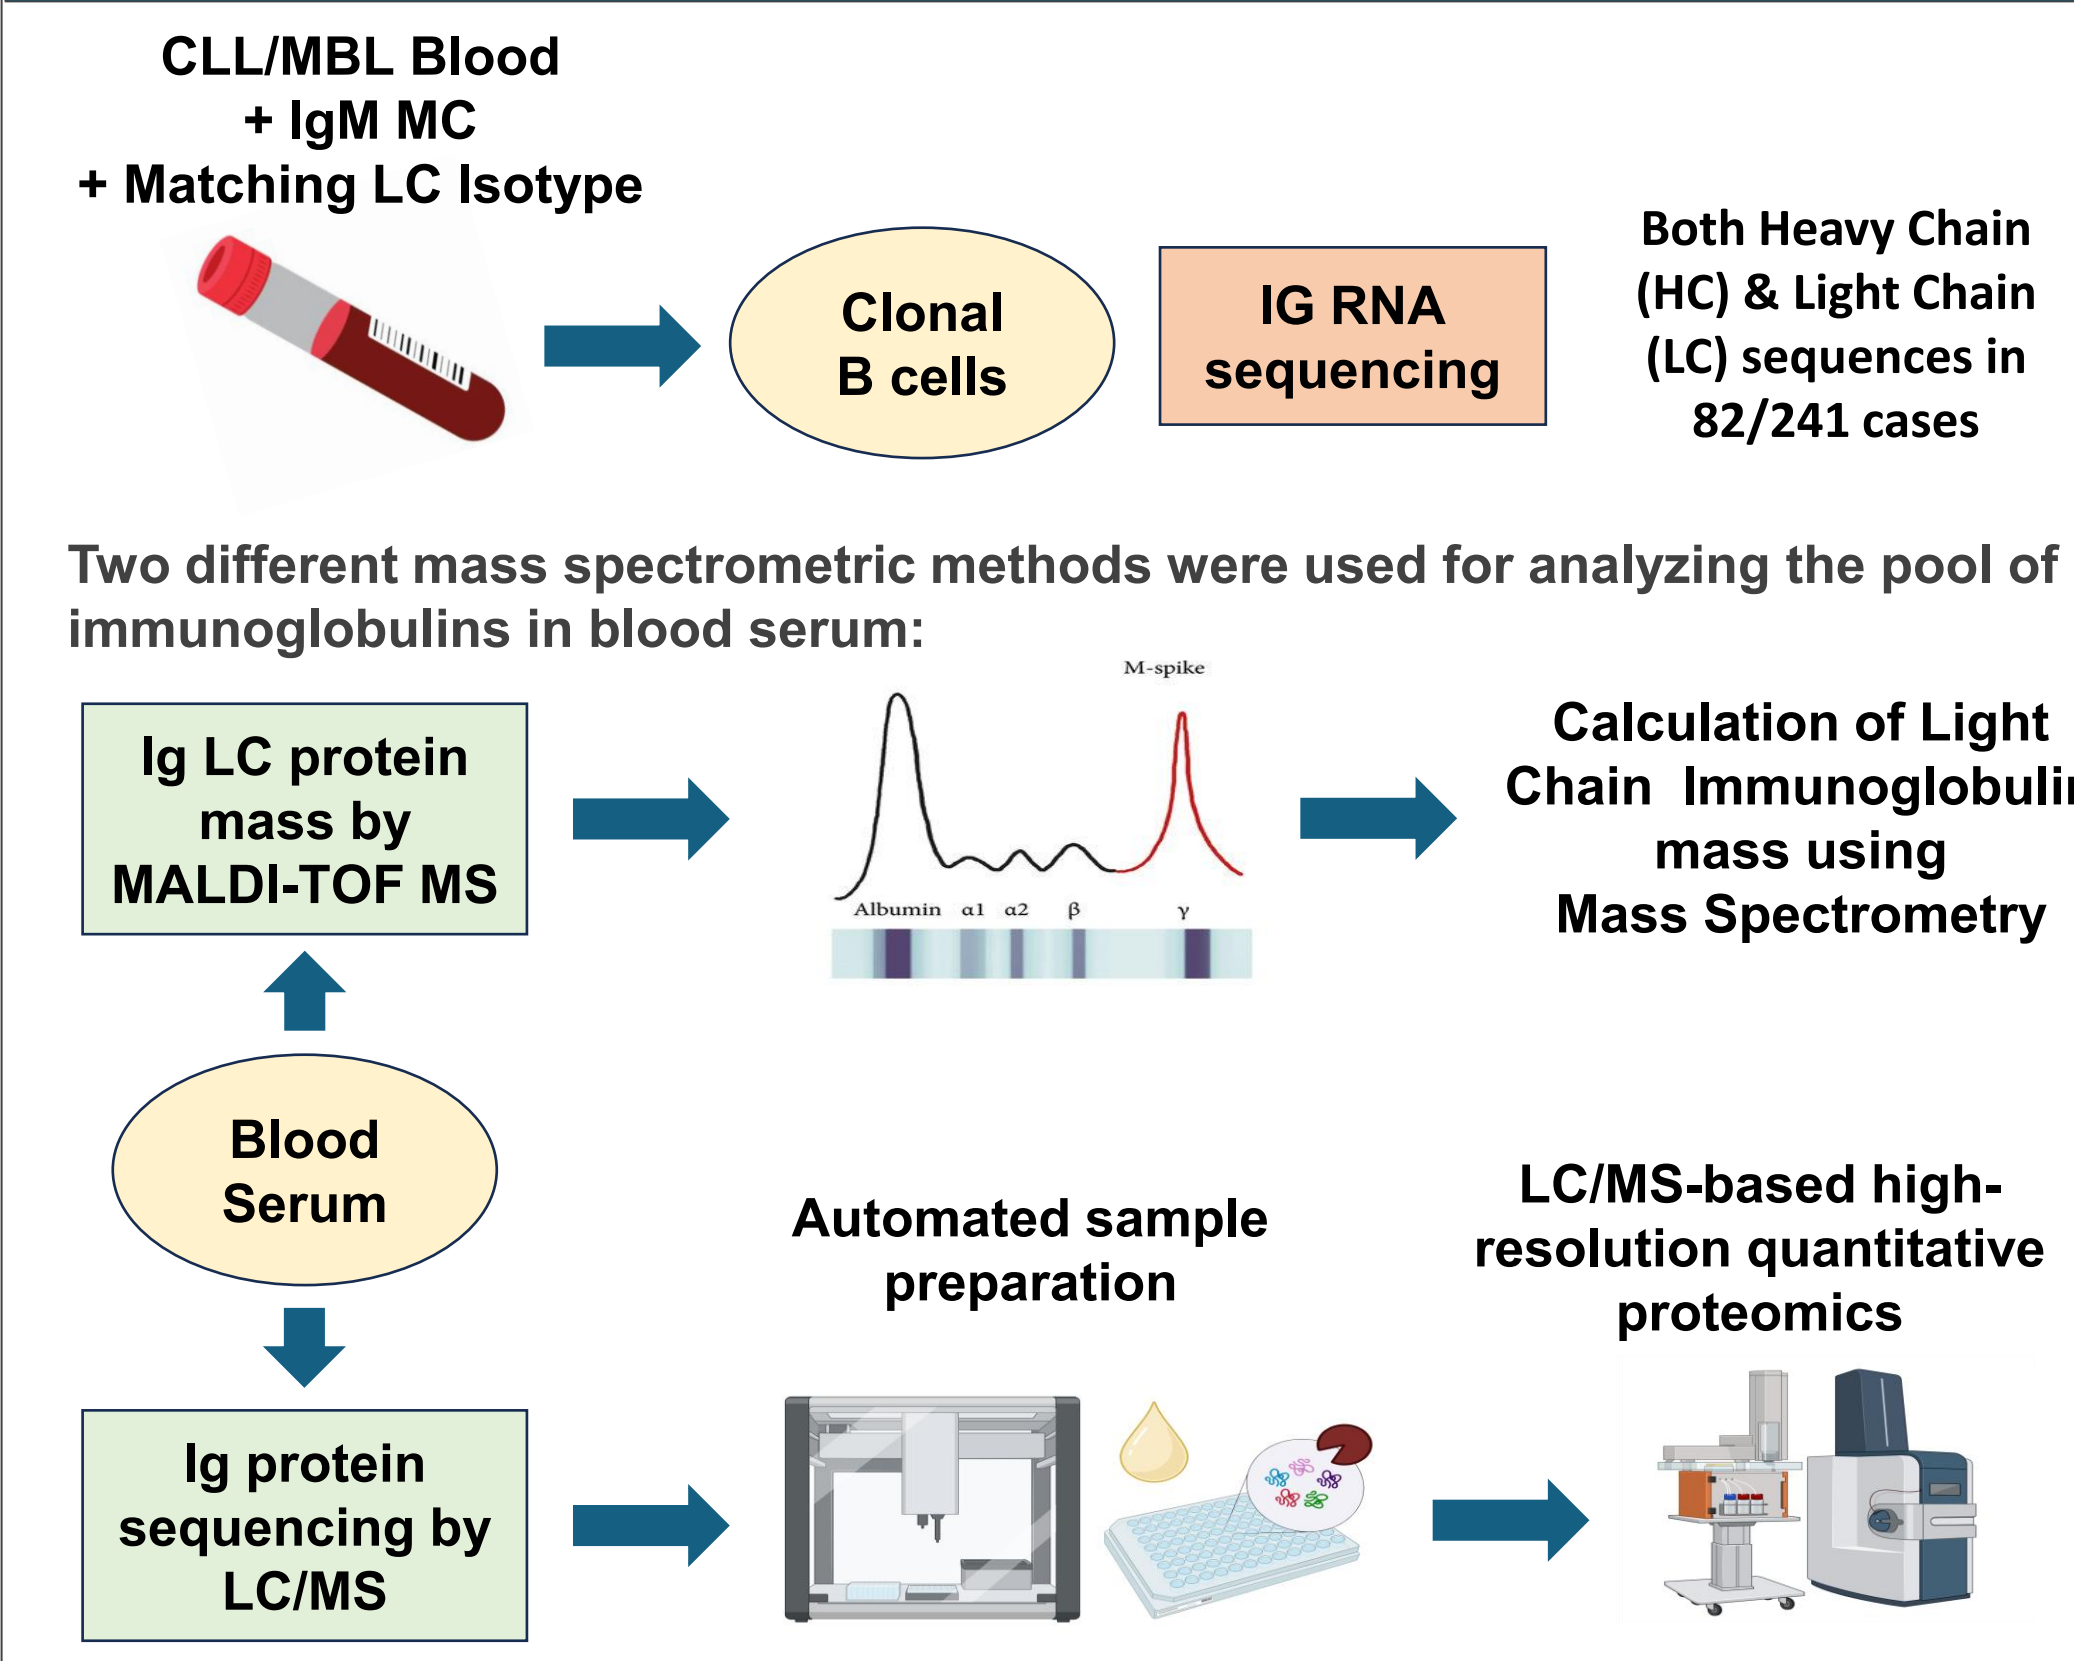 CLL/MBL Blood
+ IgM MC
+ Matching LC Isotype
Clonal
B cells
IG RNA
sequencing
Both Heavy Chain
(HC) & Light Chain
(LC) sequences in
82/241 cases
Two different mass spectrometric methods were used for analyzing the pool of
immunoglobulins in blood serum:
Ig LC protein
mass by
MALDI-TOF MS
M-spike
Albumin α1 α2 β γ
Calculation of Light
Chain Immunoglobulin
mass using
Mass Spectrometry
Blood
Serum
Automated sample
preparation
LC/MS-based high-
resolution quantitative
proteomics
Ig protein
sequencing by
LC/MS